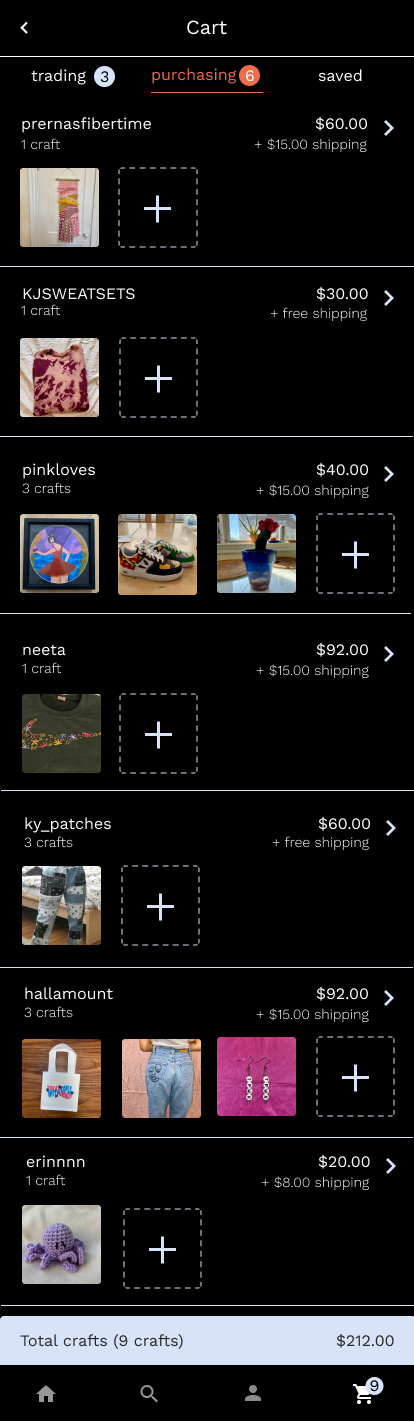 Cart
trading 3 purchasing 6 saved
prernasfibertime $60.00
1 craft + $15.00 shipping
KJSWEATSETS $30.00
1 craft + free shipping
pinkloves $40.00
3 crafts + $15.00 shipping
neeta $92.00
1 craft + $15.00 shipping
ky_patches $60.00
3 crafts + free shipping
hallamount $92.00
3 crafts + $15.00 shipping
erinnnn $20.00
1 craft + $8.00 shipping
Total crafts (9 crafts) $212.00
9